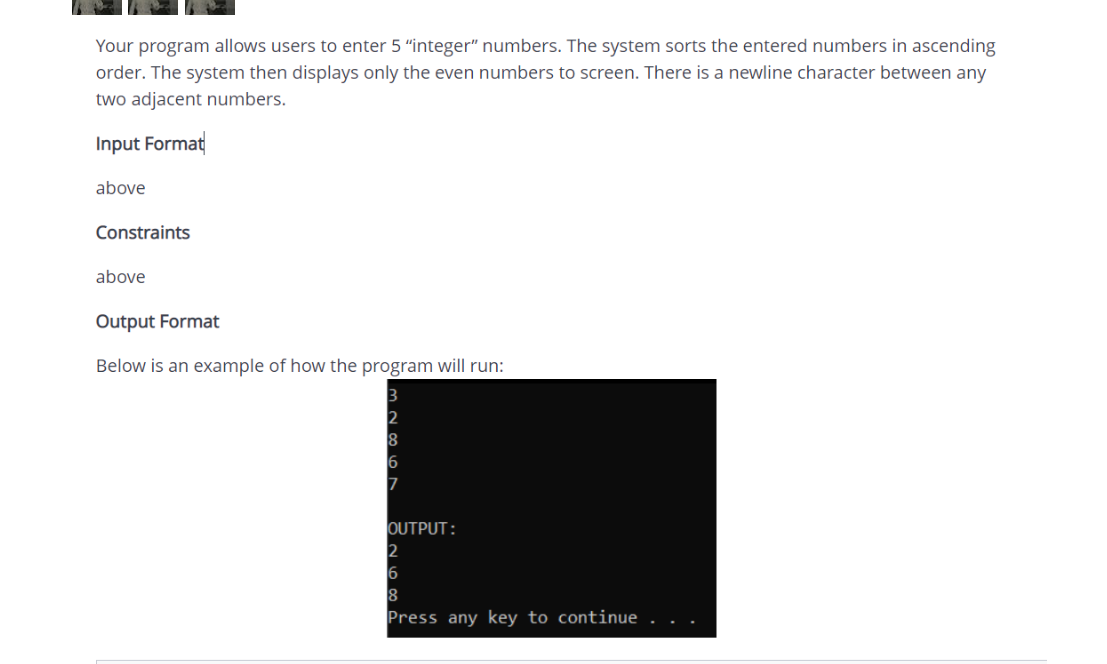 Your program allows users to enter 5 “integer” numbers. The system sorts the entered numbers in ascending
order. The system then displays only the even numbers to screen. There is a newline character between any
two adjacent numbers.
Input Format
above
Constraints
above
Output Format
Below is an example of how the program will run:
3
2
8
6
7
OUTPUT:
2
6
8
Press any key to continue . . .